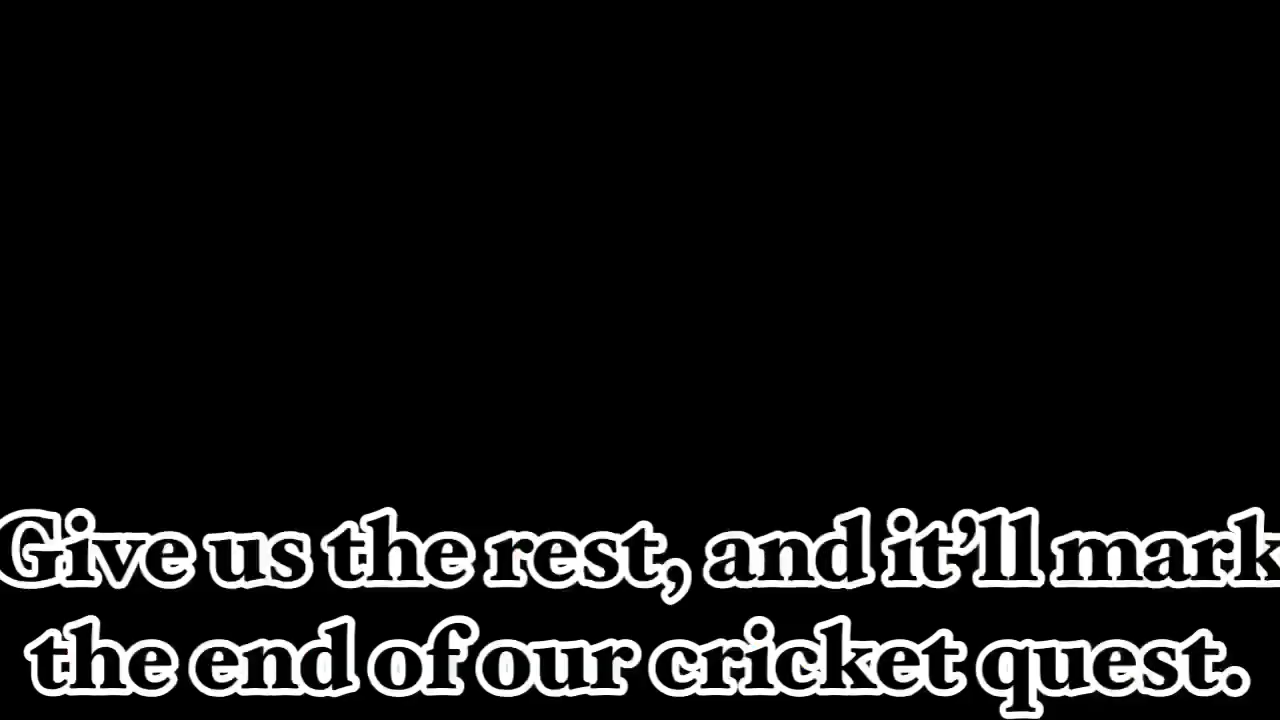 Give us the rest, and it’ll mark
the end of our cricket quest.